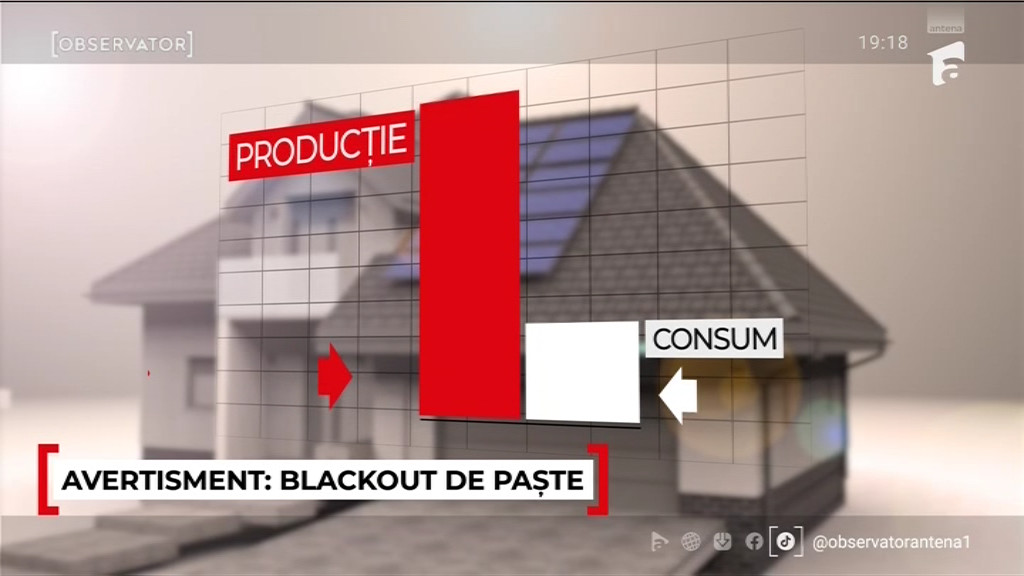 [OBSERVATOR]
19:18
antena
PRODUCȚIE
CONSUM
AVERTISMENT: BLACKOUT DE PAȘTE
@observatorantena1